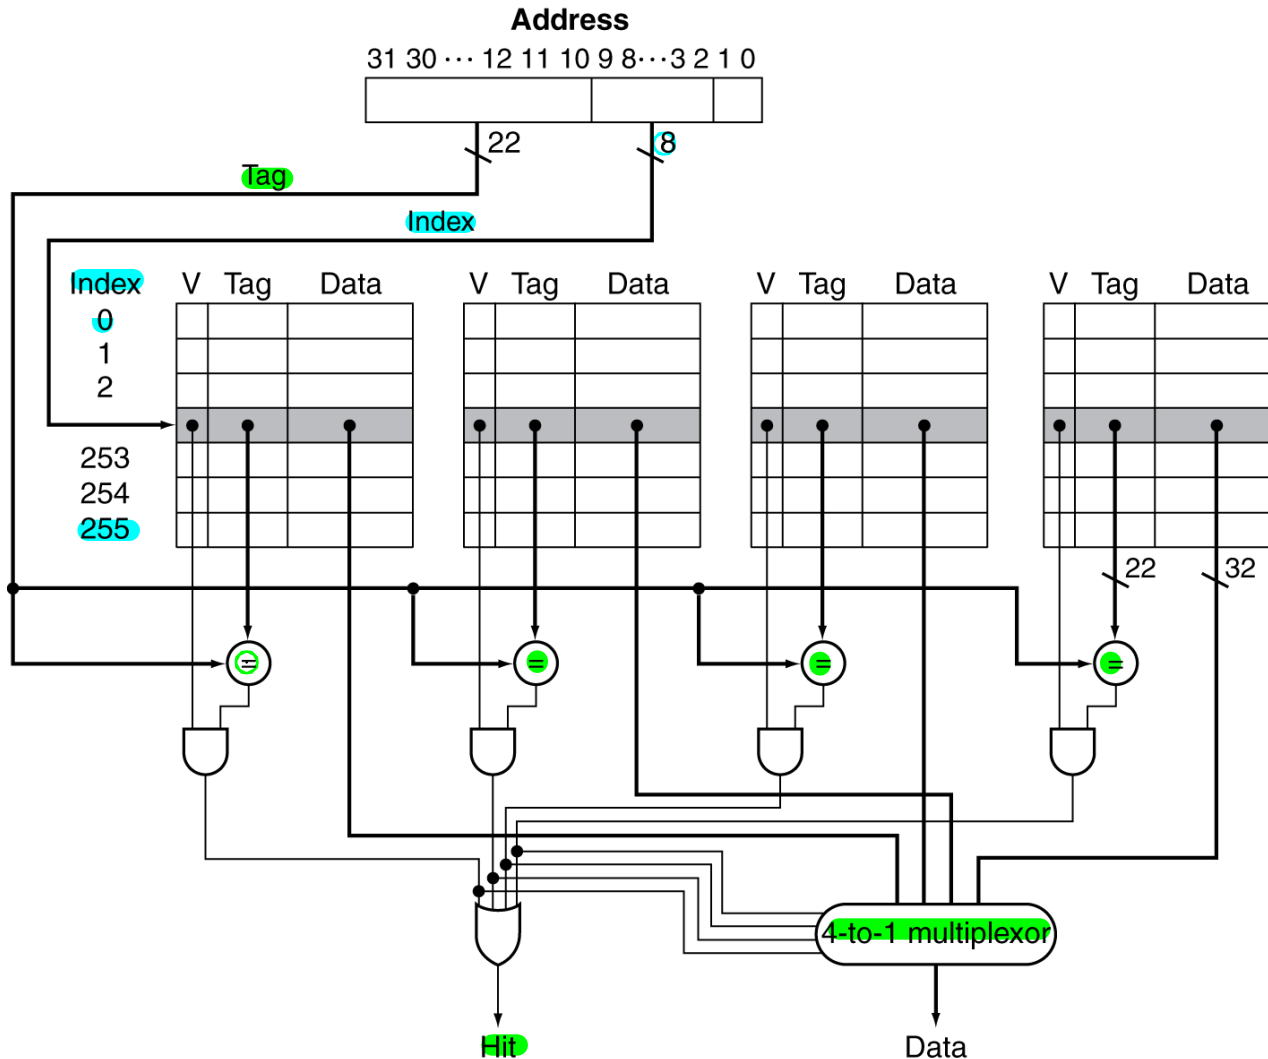 Address
31 30 ··· 12 11 10 9 8···3 2 1 0
22 8
Tag
Index
Index V Tag Data V Tag Data V Tag Data V Tag Data
0
1
2
253
254
255
22 32
= = = =
4-to-1 multiplexor
Hit Data